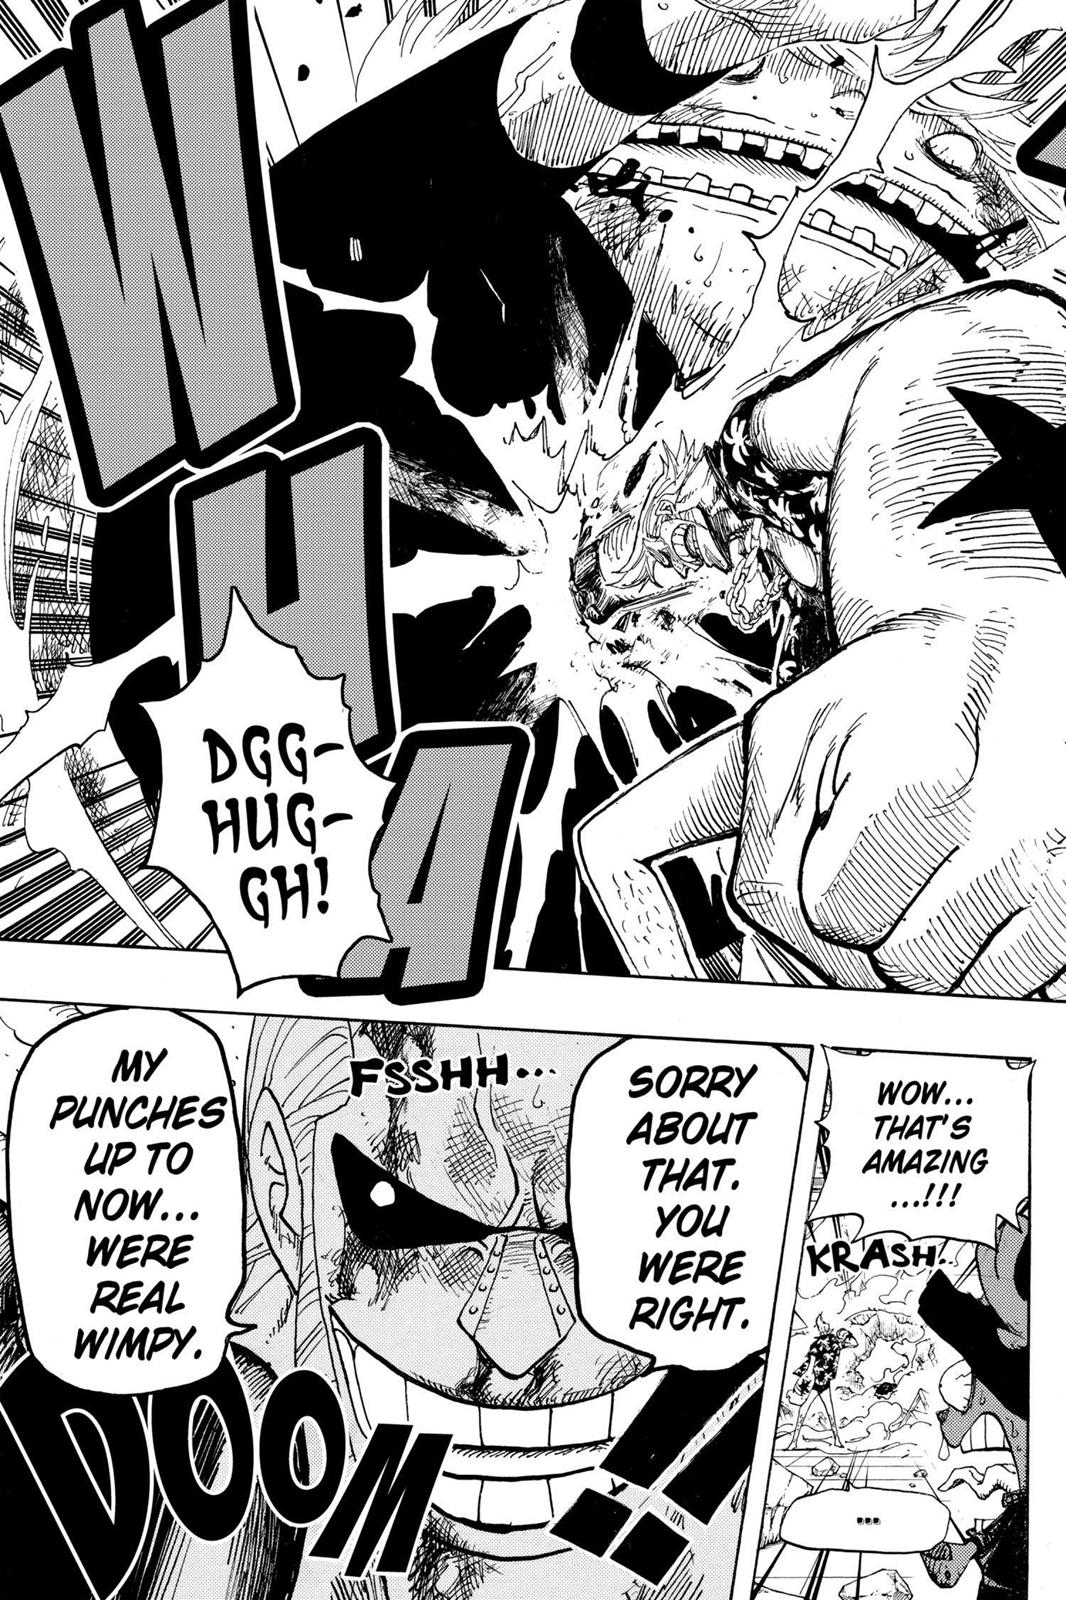 WHA
DGG-
HUG-
GH!
WOW...
THAT'S
AMAZING
...!!!
KRASH..
...
SORRY
ABOUT
THAT.
YOU
WERE
RIGHT.
FSSHH...
MY
PUNCHES
UP TO
NOW...
WERE
REAL
WIMPY.
DOOM!!